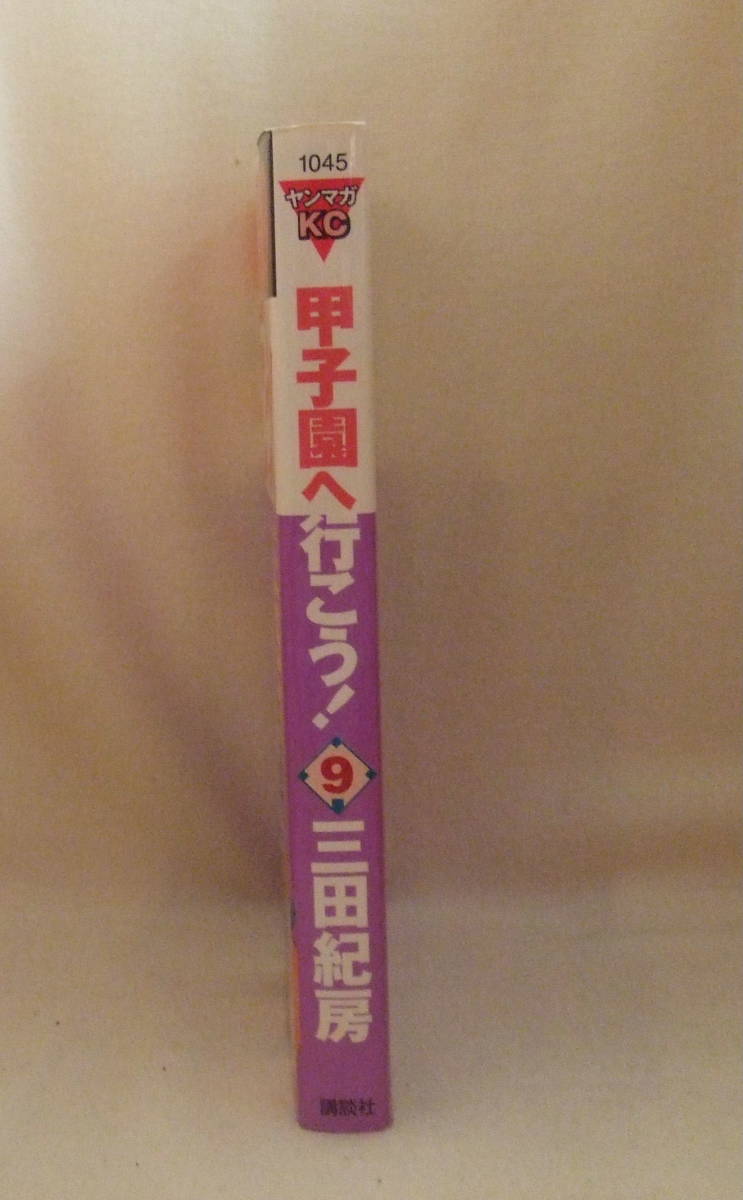 1045
ヤンマガ
KC
甲子園へ行こう!
9
三田紀房
講談社